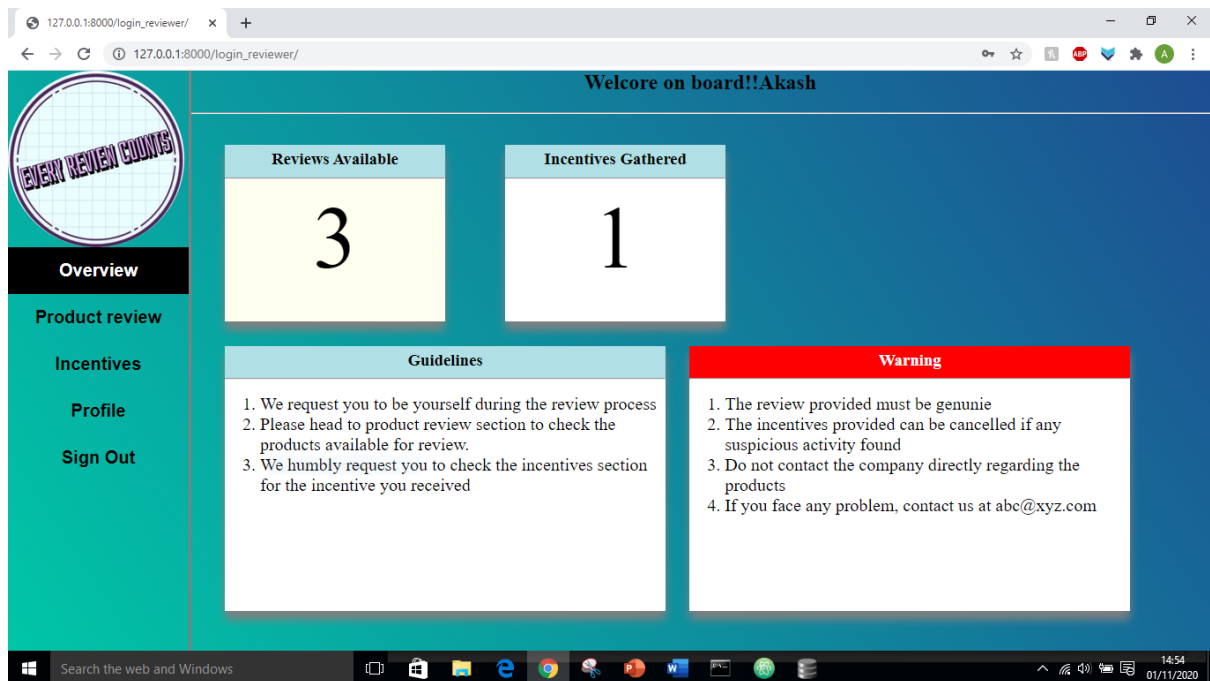 127.0.0.1:8000/login_reviewer/
127.0.0.1:8000/login_reviewer/
ABP
A
EVERY REVIEW COUNTS
Welcore on board!!Akash
Reviews Available
Incentives Gathered
3
1
Overview
Product review
Incentives
Profile
Sign Out
Guidelines
1. We request you to be yourself during the review process
2. Please head to product review section to check the
products available for review.
3. We humbly request you to check the incentives section
for the incentive you received
Warning
1. The review provided must be genunie
2. The incentives provided can be cancelled if any
suspicious activity found
3. Do not contact the company directly regarding the
products
4. If you face any problem, contact us at abc@xyz.com
Search the web and Windows
14:54
01/11/2020